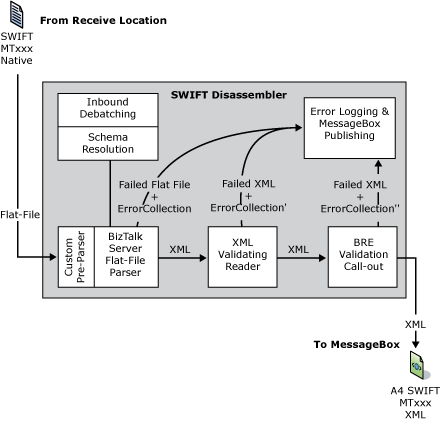 From Receive Location
SWIFT
MTxxx
Native
SWIFT Disassembler
Inbound
Debatching
Schema
Resolution
Error Logging &
MessageBox
Publishing
Failed Flat File
+
ErrorCollection
Failed XML
+
ErrorCollection'
Failed XML
+
ErrorCollection''
Flat-File
Custom
Pre-Parser
BizTalk
Server
Flat-File
Parser
XML
XML
Validating
Reader
XML
BRE
Validation
Call-out
XML
To MessageBox
A4 SWIFT
MTxxx
XML